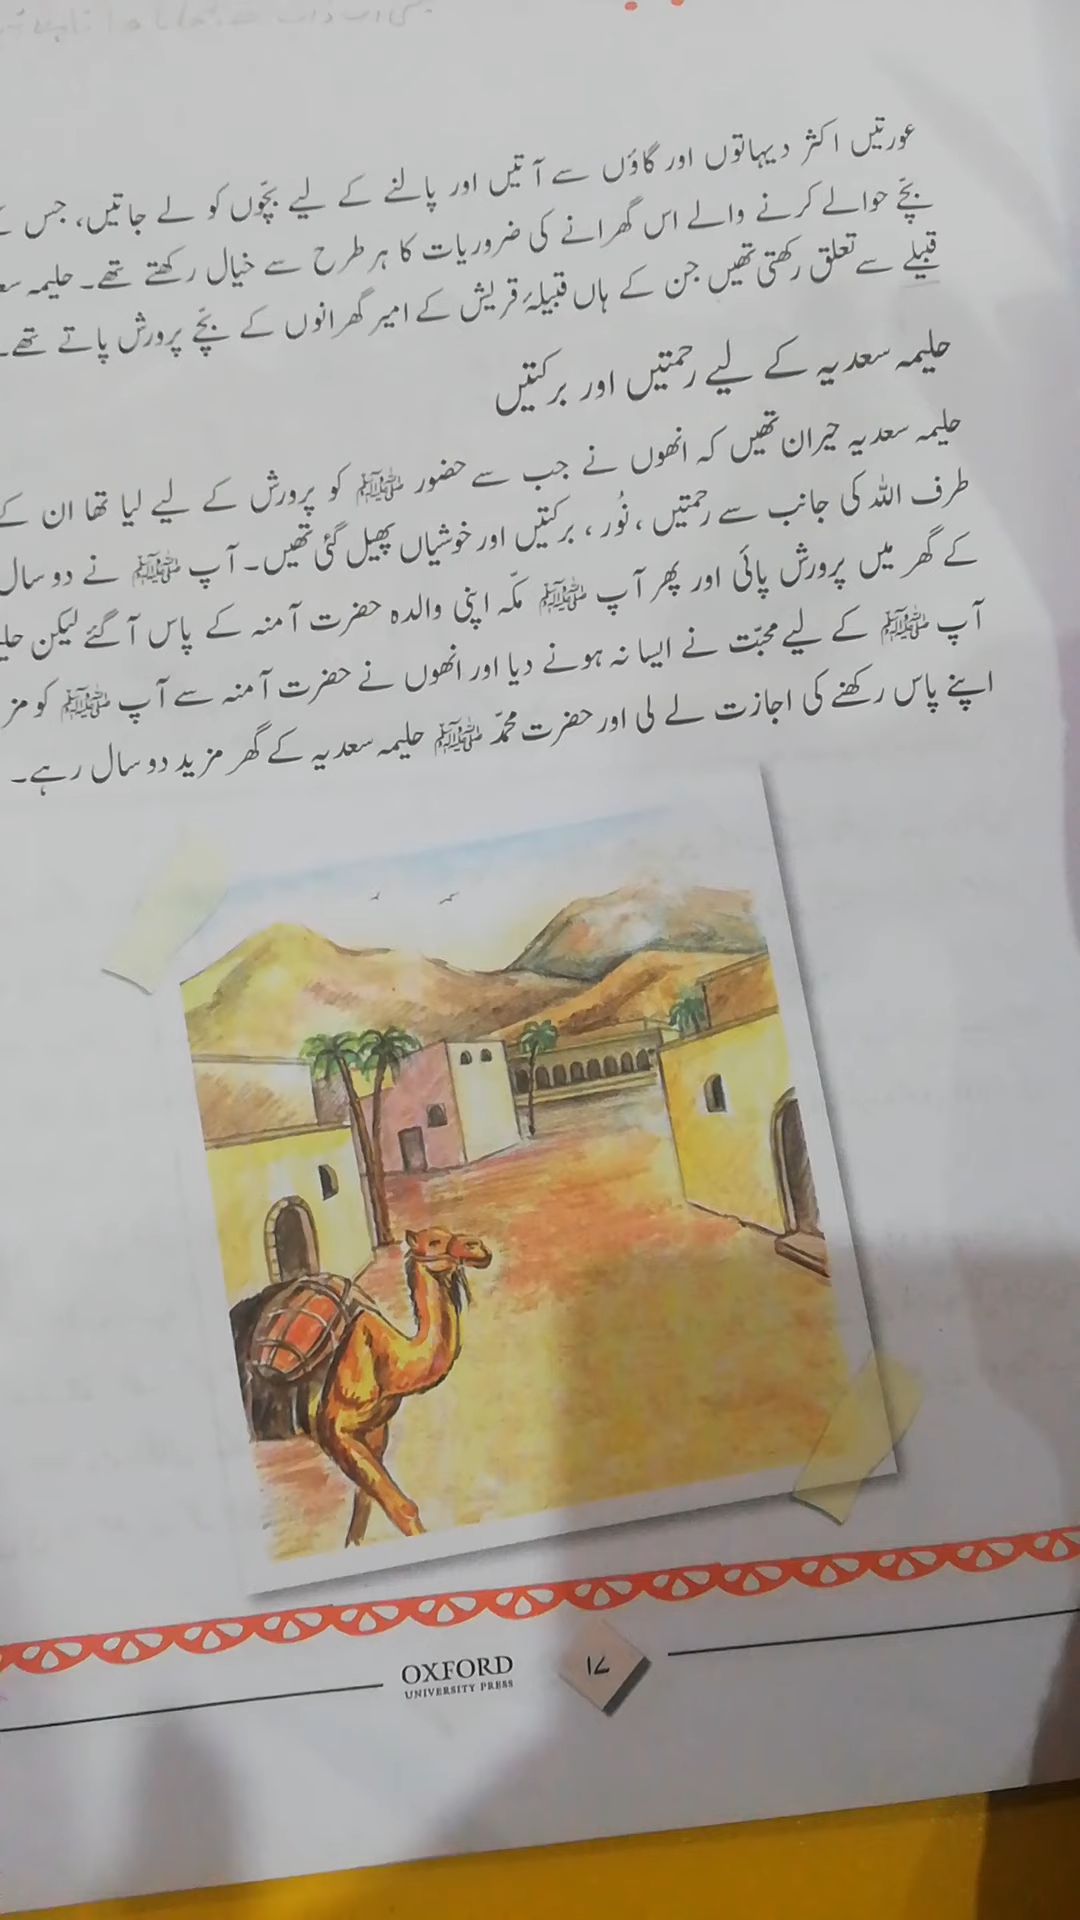 عورتیں اکثر دیہاتوں اور گاؤں سے آتیں اور پالنے کے لیے بچّوں کو لے جاتیں، جس کے
بچّے حوالے کرنے والے اس گھرانے کی ضروریات کا ہر طرح سے خیال رکھتے تھے۔ حلیمہ
قبیلے سے تعلق رکھتی تھیں جن کے ہاں قبیلۂ قریش کے امیر گھرانوں کے بچّے پرورش پاتے تھے۔
حلیمہ سعدیہ کے لیے رحمتیں اور برکتیں
حلیمہ سعدیہ حیران تھیں کہ انھوں نے جب سے حضور ﷺ کو پرورش کے لیے لیا تھا ان کے
طرف اللہ کی جانب سے رحمتیں، نُور، برکتیں اور خوشیاں پھیل گئی تھیں۔ آپ ﷺ نے دو سال
کے گھر میں پرورش پائی اور پھر آپ ﷺ مکّہ اپنی والدہ حضرت آمنہ کے پاس آ گئے لیکن
آپ ﷺ کے لیے محبّت نے ایسا نہ ہونے دیا اور انھوں نے حضرت آمنہ سے آپ ﷺ کو
اپنے پاس رکھنے کی اجازت لے لی اور حضرت محمّد ﷺ حلیمہ سعدیہ کے گھر مزید دو سال رہے۔
OXFORD
UNIVERSITY PRESS
۱۷